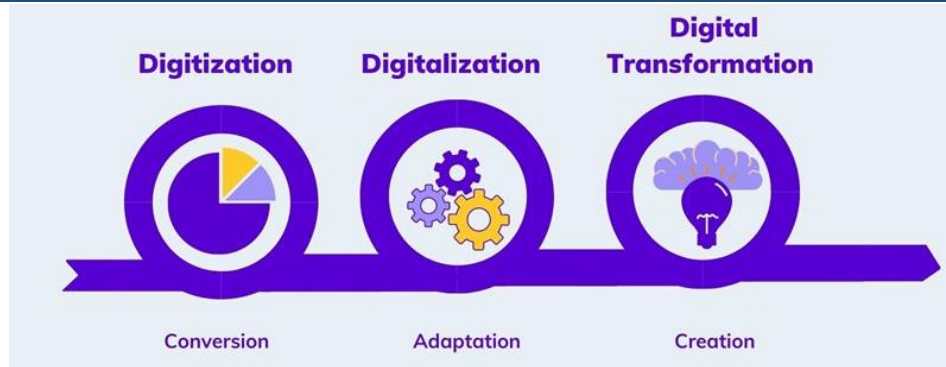 Digitization
Digitalization
Digital
Transformation
Conversion
Adaptation
Creation